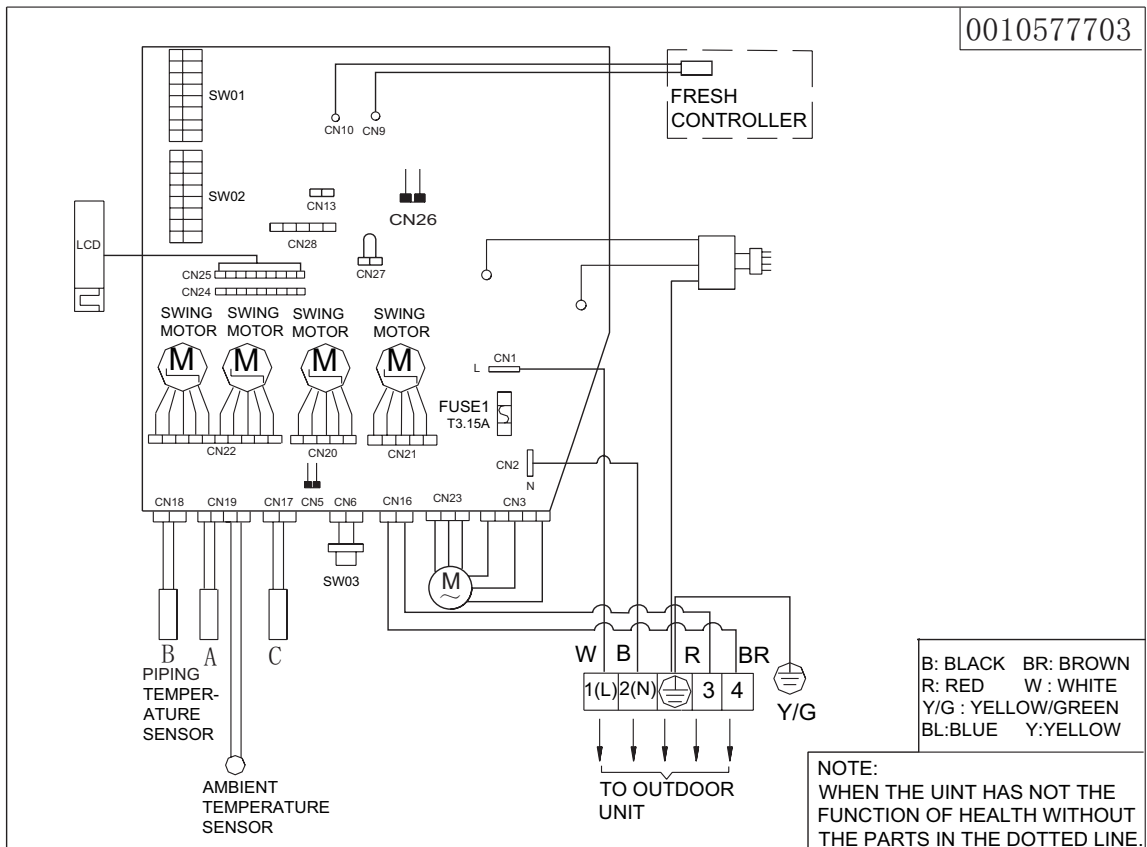 0010577703
SW01
FRESH
CONTROLLER
CN10 CN9
SW02
CN13
CN26
LCD
CN28
CN27
CN25
CN24
SWING
MOTOR
SWING
MOTOR
SWING
MOTOR
SWING
MOTOR
M
M
M
M
CN1
L
FUSE1
T3.15A
CN22
CN20
CN21
CN2
N
CN18
CN19
CN17
CN5
CN6
CN16
CN23
CN3
SW03
M
~
B
A
C
PIPING
TEMPER-
ATURE
SENSOR
AMBIENT
TEMPERATURE
SENSOR
W B R BR
1(L) 2(N) 3 4
Y/G
TO OUTDOOR
UNIT
B: BLACK BR: BROWN
R: RED W : WHITE
Y/G : YELLOW/GREEN
BL:BLUE Y:YELLOW
NOTE:
WHEN THE UINT HAS NOT THE
FUNCTION OF HEALTH WITHOUT
THE PARTS IN THE DOTTED LINE.